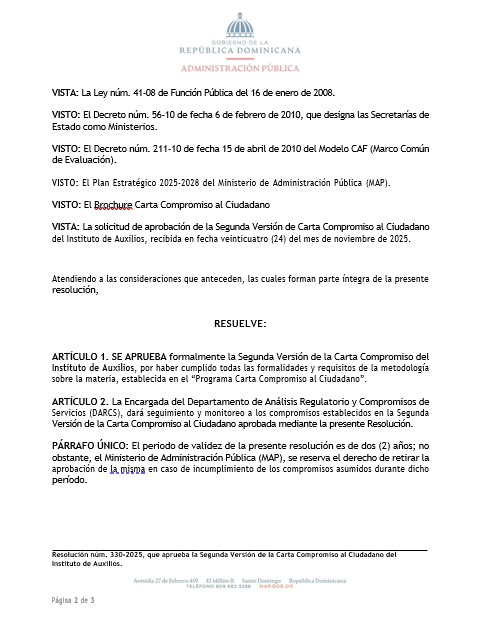 GOBIERNO DE LA
REPÚBLICA DOMINICANA
ADMINISTRACIÓN PÚBLICA
VISTA: La Ley núm. 41-08 de Función Pública del 16 de enero de 2008.
VISTO: El Decreto núm. 56-10 de fecha 6 de febrero de 2010, que designa las Secretarías de
Estado como Ministerios.
VISTO: El Decreto núm. 211-10 de fecha 15 de abril de 2010 del Modelo CAF (Marco Común
de Evaluación).
VISTO: El Plan Estratégico 2025-2028 del Ministerio de Administración Pública (MAP).
VISTO: El Brochure Carta Compromiso al Ciudadano
VISTA: La solicitud de aprobación de la Segunda Versión de Carta Compromiso al Ciudadano
del Instituto de Auxilios, recibida en fecha veinticuatro (24) del mes de noviembre de 2025.
Atendiendo a las consideraciones que anteceden, las cuales forman parte íntegra de la presente
resolución,
RESUELVE:
ARTÍCULO 1. SE APRUEBA formalmente la Segunda Versión de la Carta Compromiso del
Instituto de Auxilios, por haber cumplido todas las formalidades y requisitos de la metodología
sobre la materia, establecida en el “Programa Carta Compromiso al Ciudadano”.
ARTÍCULO 2. La Encargada del Departamento de Análisis Regulatorio y Compromisos de
Servicios (DARCS), dará seguimiento y monitoreo a los compromisos establecidos en la Segunda
Versión de la Carta Compromiso al Ciudadano aprobada mediante la presente Resolución.
PÁRRAFO ÚNICO: El periodo de validez de la presente resolución es de dos (2) años; no
obstante, el Ministerio de Administración Pública (MAP), se reserva el derecho de retirar la
aprobación de la misma en caso de incumplimiento de los compromisos asumidos durante dicho
período.
Resolución núm. 330-2025, que aprueba la Segunda Versión de la Carta Compromiso al Ciudadano del
Instituto de Auxilios.
Avenida 27 de Febrero 419 El Millón II Santo Domingo República Dominicana
TELÉFONO 809 682 3298 MAP.GOB.DO
Página 2 de 3